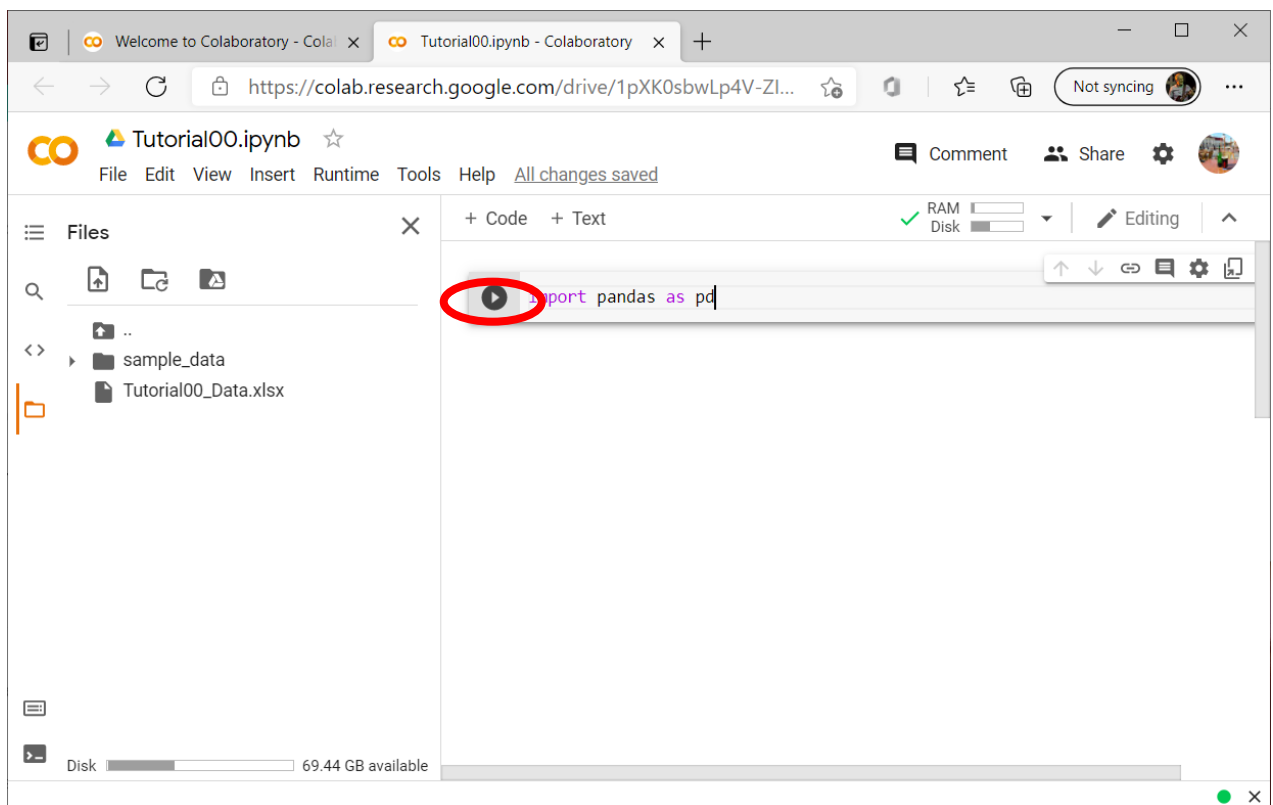 Welcome to Colaboratory - Colal
Tutorial00.ipynb - Colaboratory
https://colab.research.google.com/drive/1pXK0sbwLp4V-ZI...
Not syncing
Tutorial00.ipynb
Comment
Share
File Edit View Insert Runtime Tools Help All changes saved
Files
+ Code + Text
RAM
Disk
Editing
import pandas as pd
..
sample_data
Tutorial00_Data.xlsx
Disk 69.44 GB available